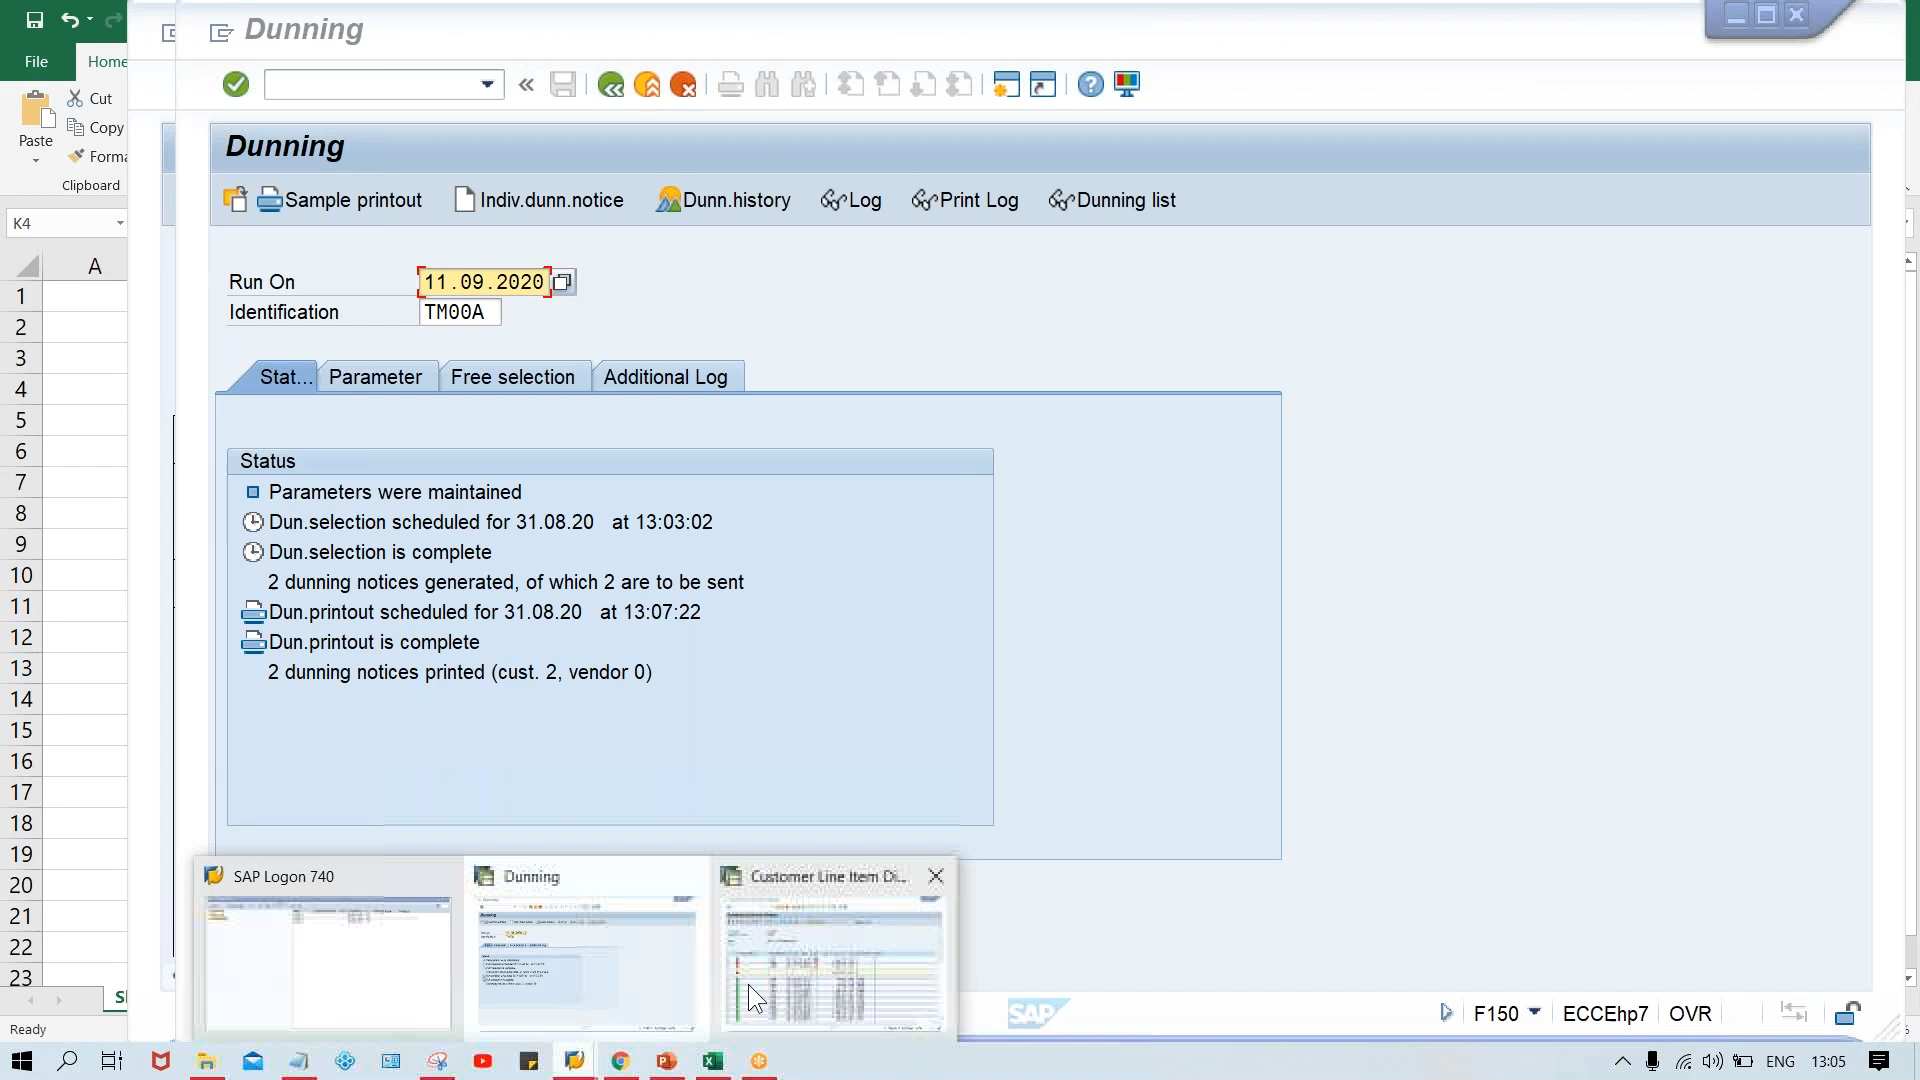 Dunning
File
Home
Cut
Copy
Paste
Forma
Clipboard
Dunning
Sample printout
Indiv.dunn.notice
Dunn.history
Log
Print Log
Dunning list
K4
A
Run On
11.09.2020
Identification
TM00A
Stat...
Parameter
Free selection
Additional Log
Status
Parameters were maintained
Dun.selection scheduled for 31.08.20 at 13:03:02
Dun.selection is complete
2 dunning notices generated, of which 2 are to be sent
Dun.printout scheduled for 31.08.20 at 13:07:22
Dun.printout is complete
2 dunning notices printed (cust. 2, vendor 0)
1
2
3
4
5
6
7
8
9
10
11
12
13
14
15
16
17
18
19
20
21
22
23
SAP Logon 740
Dunning
Customer Line Item Di...
Ready
SAP
F150
ECCEhp7
OVR
ENG
13:05